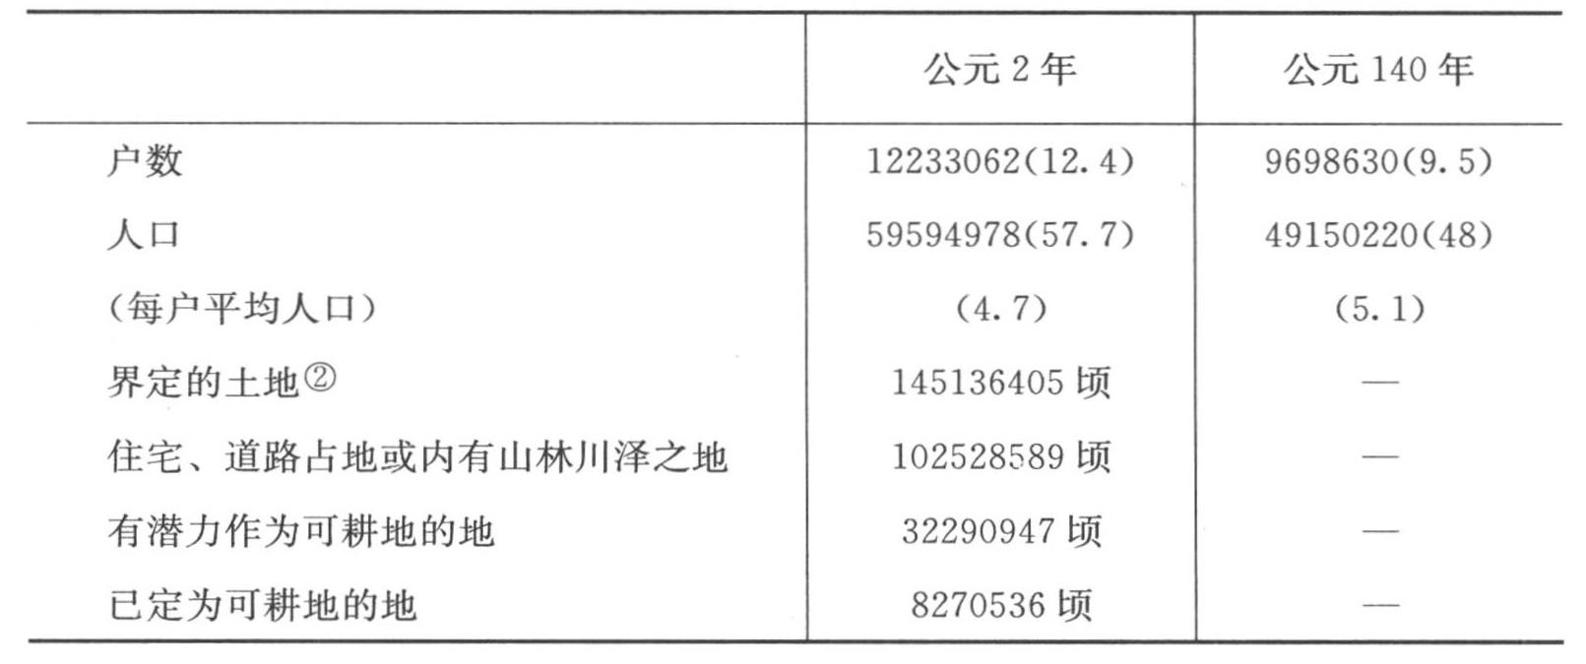 公元 2 年 公元 140 年
户数 12233062(12.4) 9698630(9.5)
人口 59594978(57.7) 49150220(48)
(每户平均人口) (4.7) (5.1)
界定的土地② 145136405 顷 —
住宅、道路占地或内有山林川泽之地 102528589 顷 —
有潜力作为可耕地的地 32290947 顷 —
已定为可耕地的地 8270536 顷 —